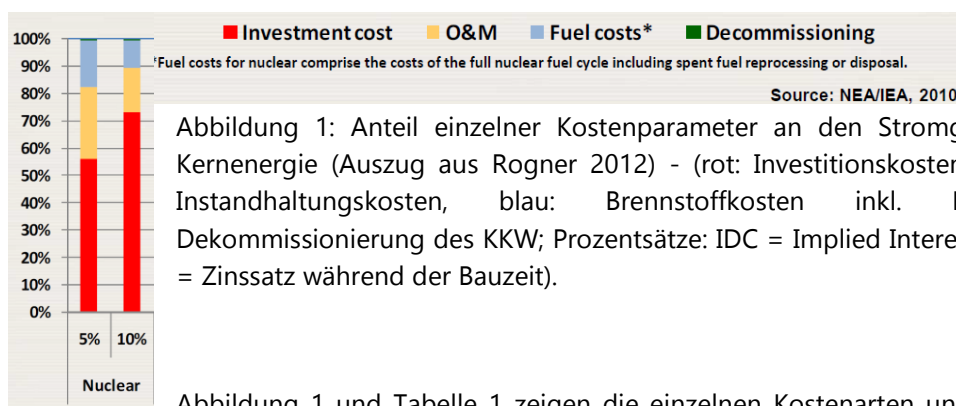 Investment cost O&M Fuel costs* Decommissioning
*Fuel costs for nuclear comprise the costs of the full nuclear fuel cycle including spent fuel reprocessing or disposal.
Source: NEA/IEA, 2010
100%
90%
80%
70%
60%
50%
40%
30%
20%
10%
0%
5% 10%
Nuclear
Abbildung 1: Anteil einzelner Kostenparameter an den
Kernenergie (Auszug aus Rogner 2012) - (rot: Investitionskosten
Instandhaltungskosten, blau: Brennstoffkosten inkl.
Dekommissionierung des KKW; Prozentsätze: IDC = Implied
= Zinssatz während der Bauzeit).
Abbildung 1 und Tabelle 1 zeigen die einzelnen Kostenarten